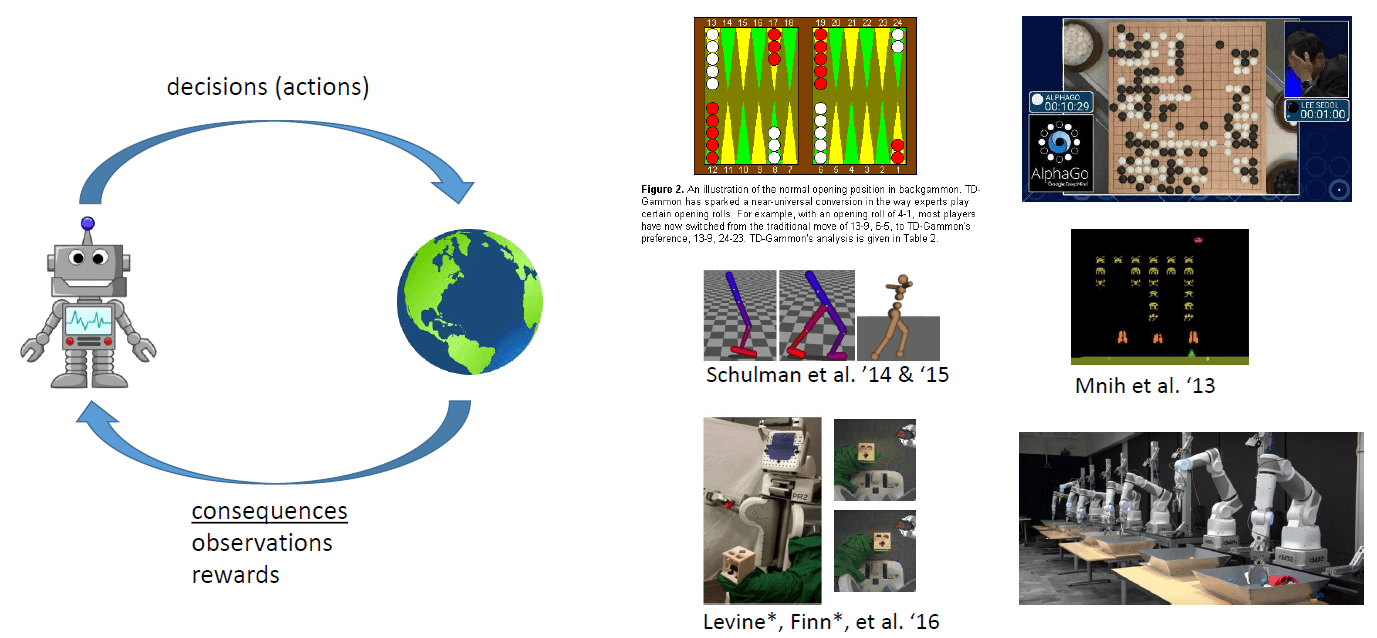 decisions (actions)
consequences
observations
rewards
13 14 15 16 17 18 19 20 21 22 23 24
12 11 10 9 8 7 6 5 4 3 2 1
Figure 2. An illustration of the normal opening position in backgammon. TD-
Gammon has sparked a near-universal conversion in the way experts play
certain opening rolls. For example, with an opening roll of 4-1, most players
have now switched from the traditional move of 13-9, 6-5, to TD-Gammon's
preference, 13-9, 24-23. TD-Gammon's analysis is given in Table 2.
ALPHAGO
00:10:29
LEE SEDOL
00:01:00
AlphaGo
Google DeepMind
Schulman et al. ’14 & ‘15
Mnih et al. ‘13
PR2
Levine*, Finn*, et al. ‘16